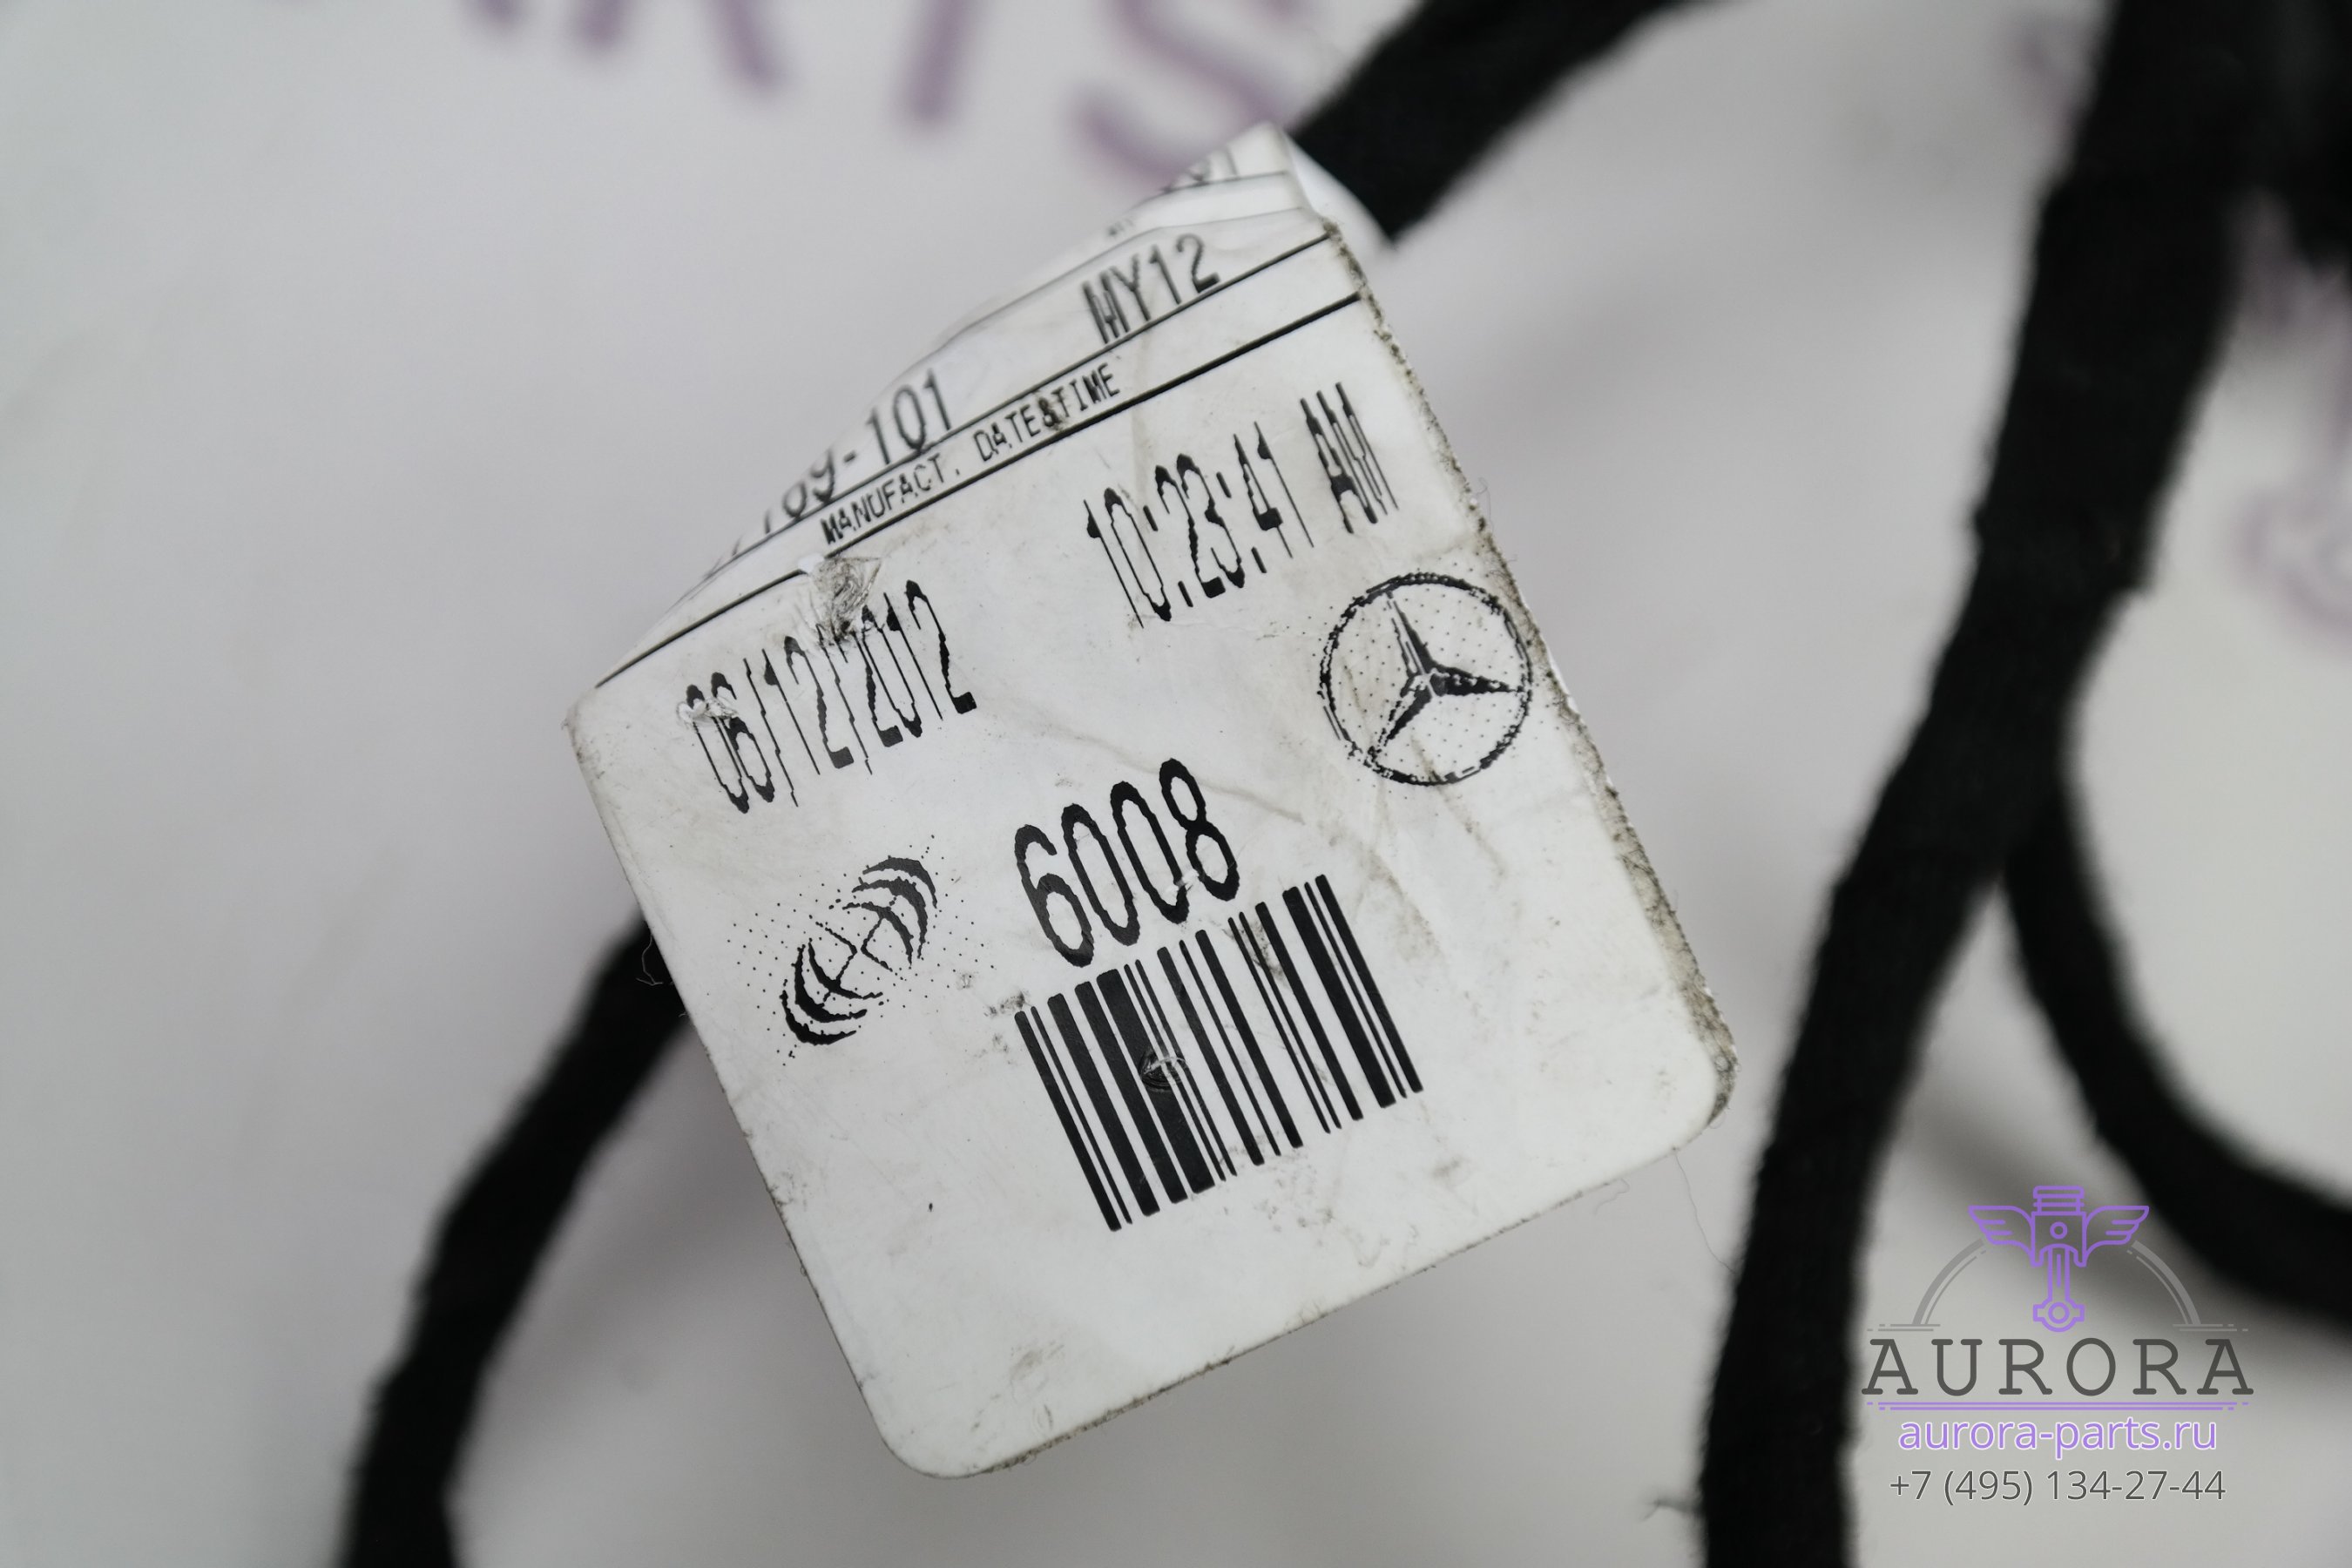 MY12
-101
MANUFACT. DATE&TIME
06/12/2012 10:23:41 AM
6008
AURORA
aurora-parts.ru
+7 (495) 134-27-44